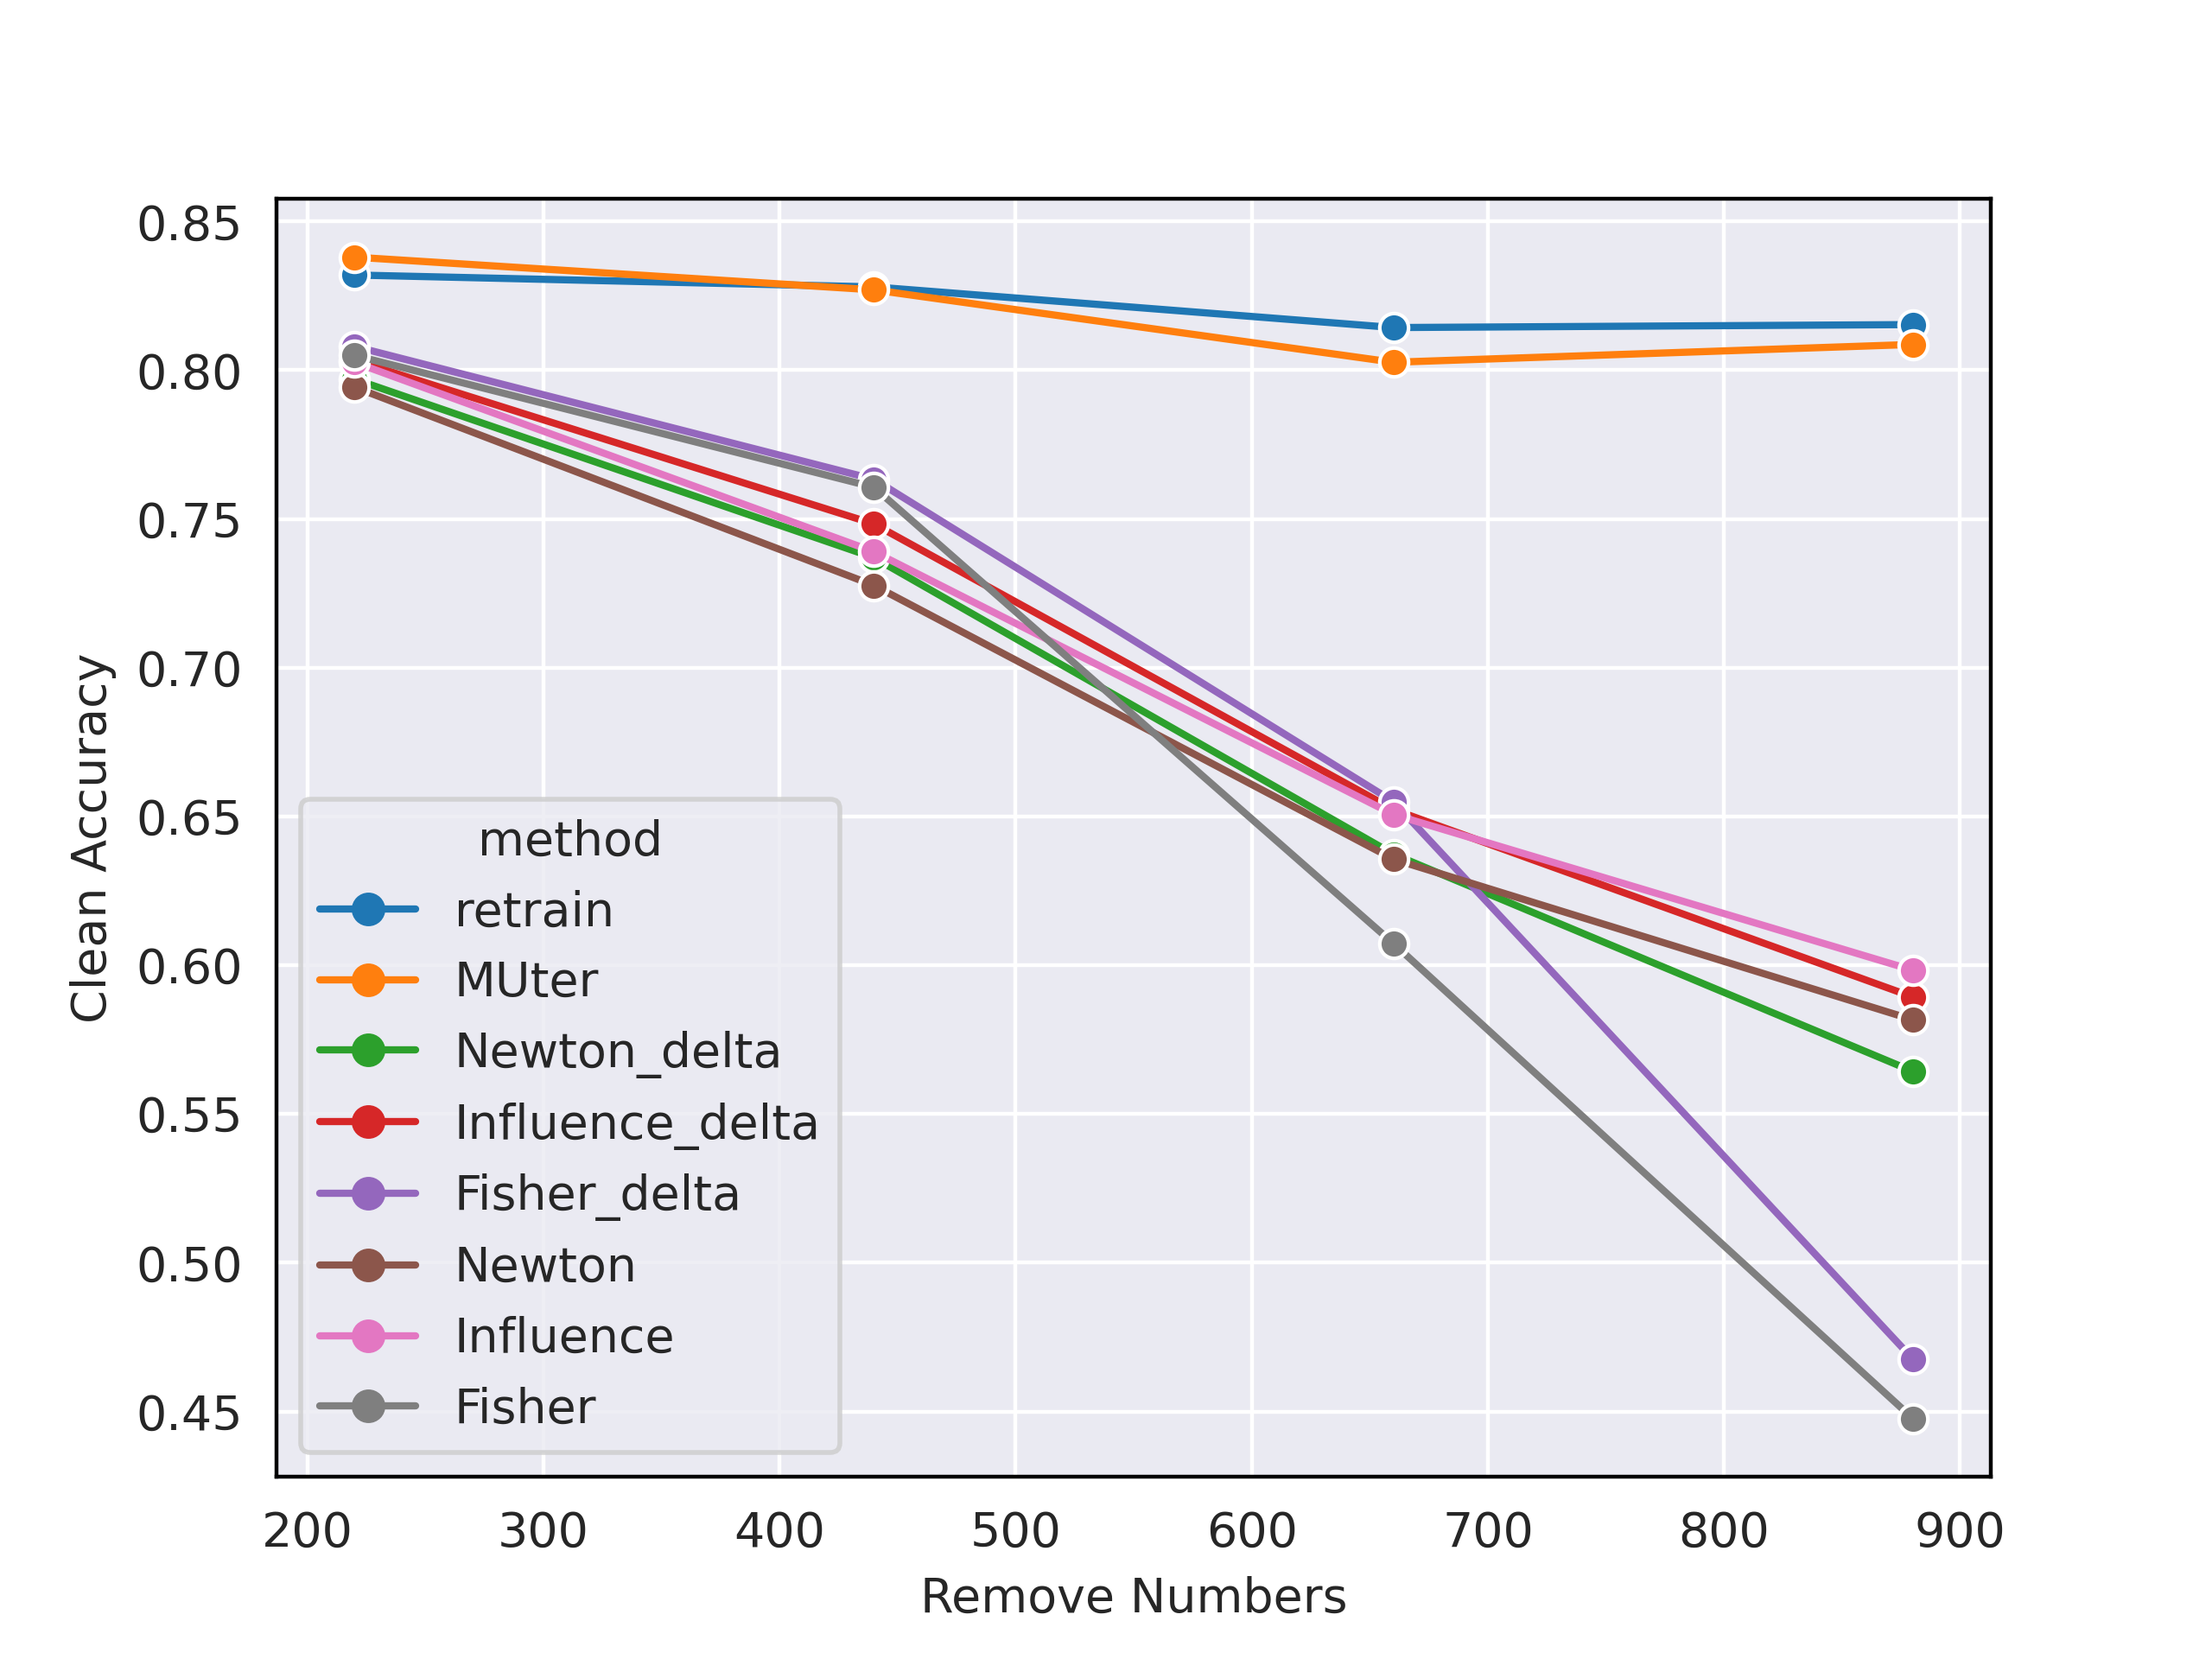 0.85
0.80
0.75
0.70
0.65
0.60
0.55
0.50
0.45
Clean Accuracy
method
retrain
MUter
Newton_delta
Influence_delta
Fisher_delta
Newton
Influence
Fisher
200 300 400 500 600 700 800 900
Remove Numbers